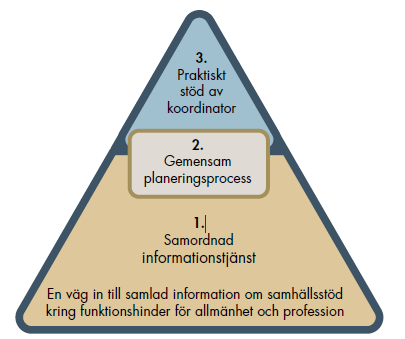 3.
Praktiskt
stöd av
koordinator
2.
Gemensam
planeringsprocess
1.
Samordnad
informationstjänst
En väg in till samlad information om samhällsstöd
kring funktionshinder för allmänhet och profession